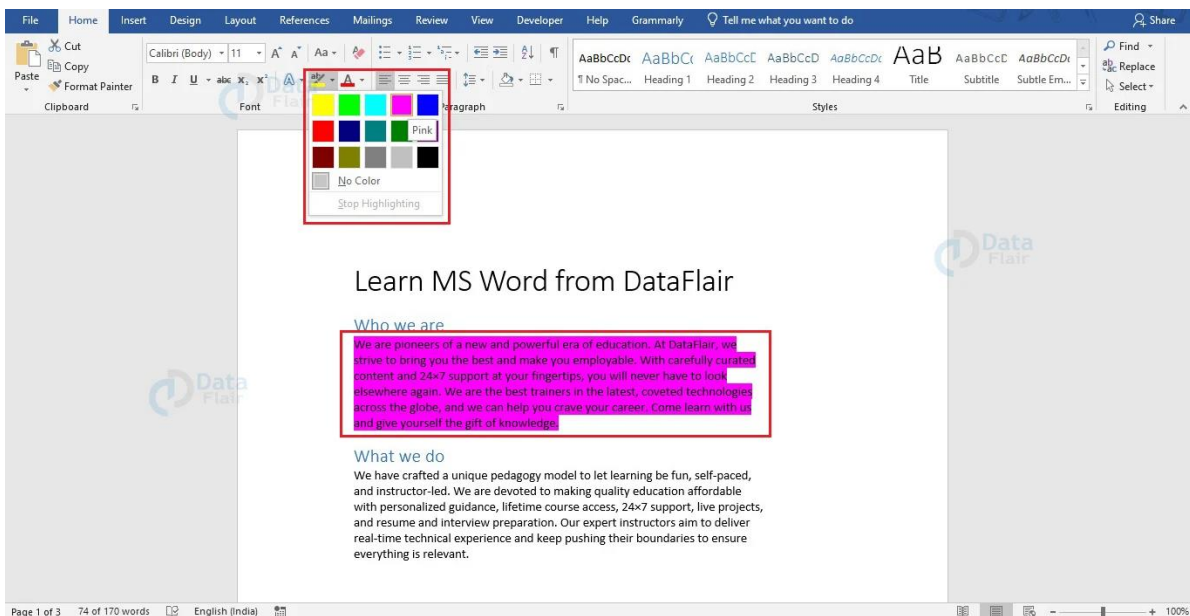 File Home Insert Design Layout References Mailings Review View Developer Help Grammarly Tell me what you want to do Share
Paste
Cut
Copy
Format Painter
Clipboard
Calibri (Body) 11 Aa
B I U abc X₂ X² A ab A
Font
Paragraph
AaBbCcDc AaBbCc AaBbCcC AaBbCcD AaBbCcDc AaB AaBbCcC AaBbCcDc
¶ No Spac... Heading 1 Heading 2 Heading 3 Heading 4 Title Subtitle Subtle Em...
Styles
Find
Replace
Select
Editing
Pink
No Color
Stop Highlighting
Data
Flair
Learn MS Word from DataFlair
Who we are
We are pioneers of a new and powerful era of education. At DataFlair, we
strive to bring you the best and make you employable. With carefully curated
content and 24×7 support at your fingertips, you will never have to look
elsewhere again. We are the best trainers in the latest, coveted technologies
across the globe, and we can help you crave your career. Come learn with us
and give yourself the gift of knowledge.
Data
Flair
What we do
We have crafted a unique pedagogy model to let learning be fun, self-paced,
and instructor-led. We are devoted to making quality education affordable
with personalized guidance, lifetime course access, 24×7 support, live projects,
and resume and interview preparation. Our expert instructors aim to deliver
real-time technical experience and keep pushing their boundaries to ensure
everything is relevant.
Page 1 of 3 74 of 170 words English (India) 100%